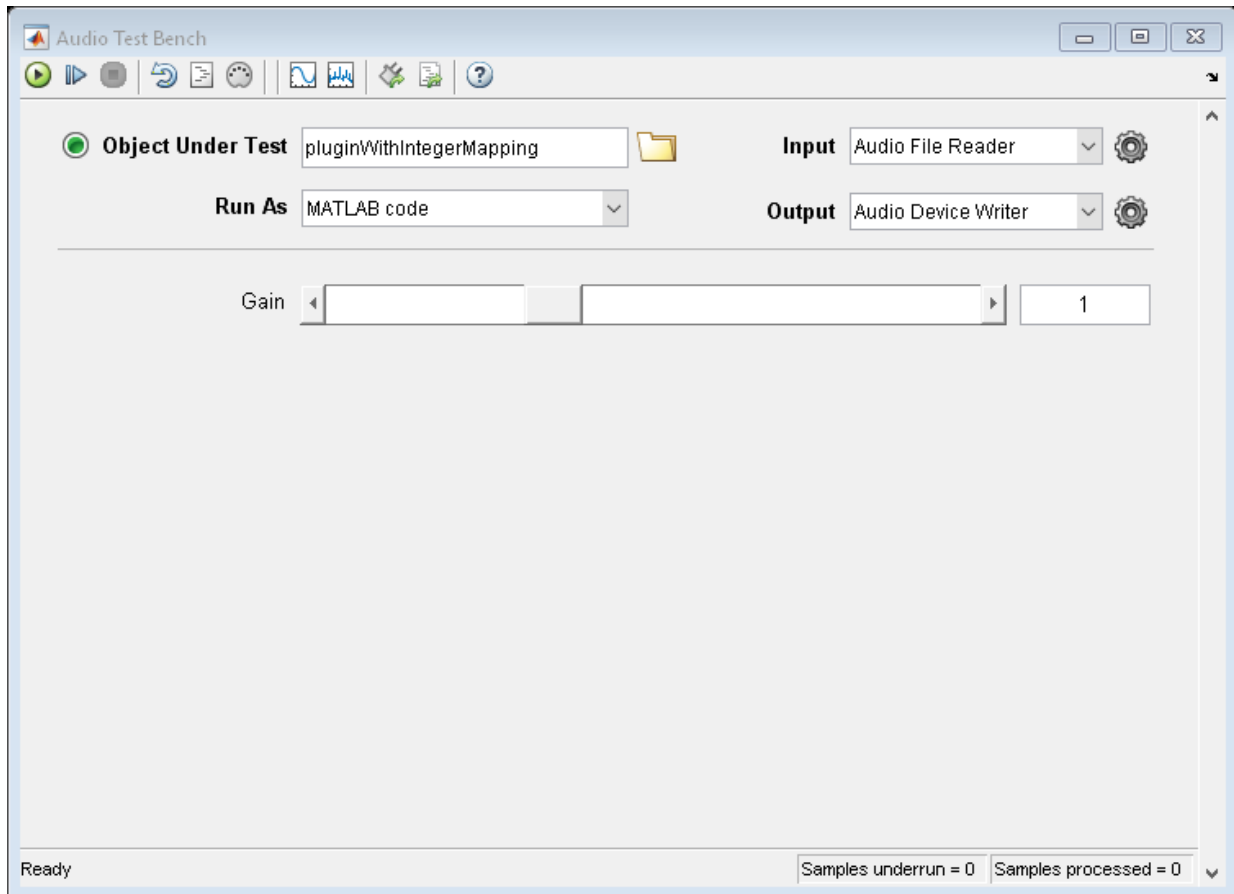 Audio Test Bench
Object Under Test pluginWithIntegerMapping Input Audio File Reader
Run As MATLAB code Output Audio Device Writer
Gain 1
Ready Samples underrun = 0 Samples processed = 0